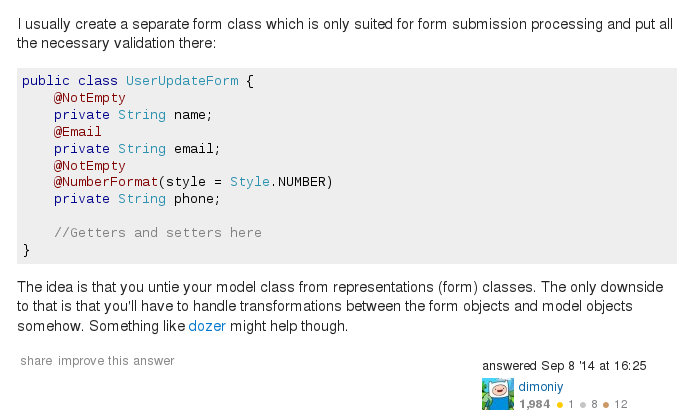 I usually create a separate form class which is only suited for form submission processing and put all
the necessary validation there:
public class UserUpdateForm {
    @NotEmpty
    private String name;
    @Email
    private String email;
    @NotEmpty
    @NumberFormat(style = Style.NUMBER)
    private String phone;

    //Getters and setters here
}
The idea is that you untie your model class from representations (form) classes. The only downside
to that is that you'll have to handle transformations between the form objects and model objects
somehow. Something like dozer might help though.
share improve this answer
answered Sep 8 '14 at 16:25
dimoniy
1,984 ● 1 ● 8 ● 12